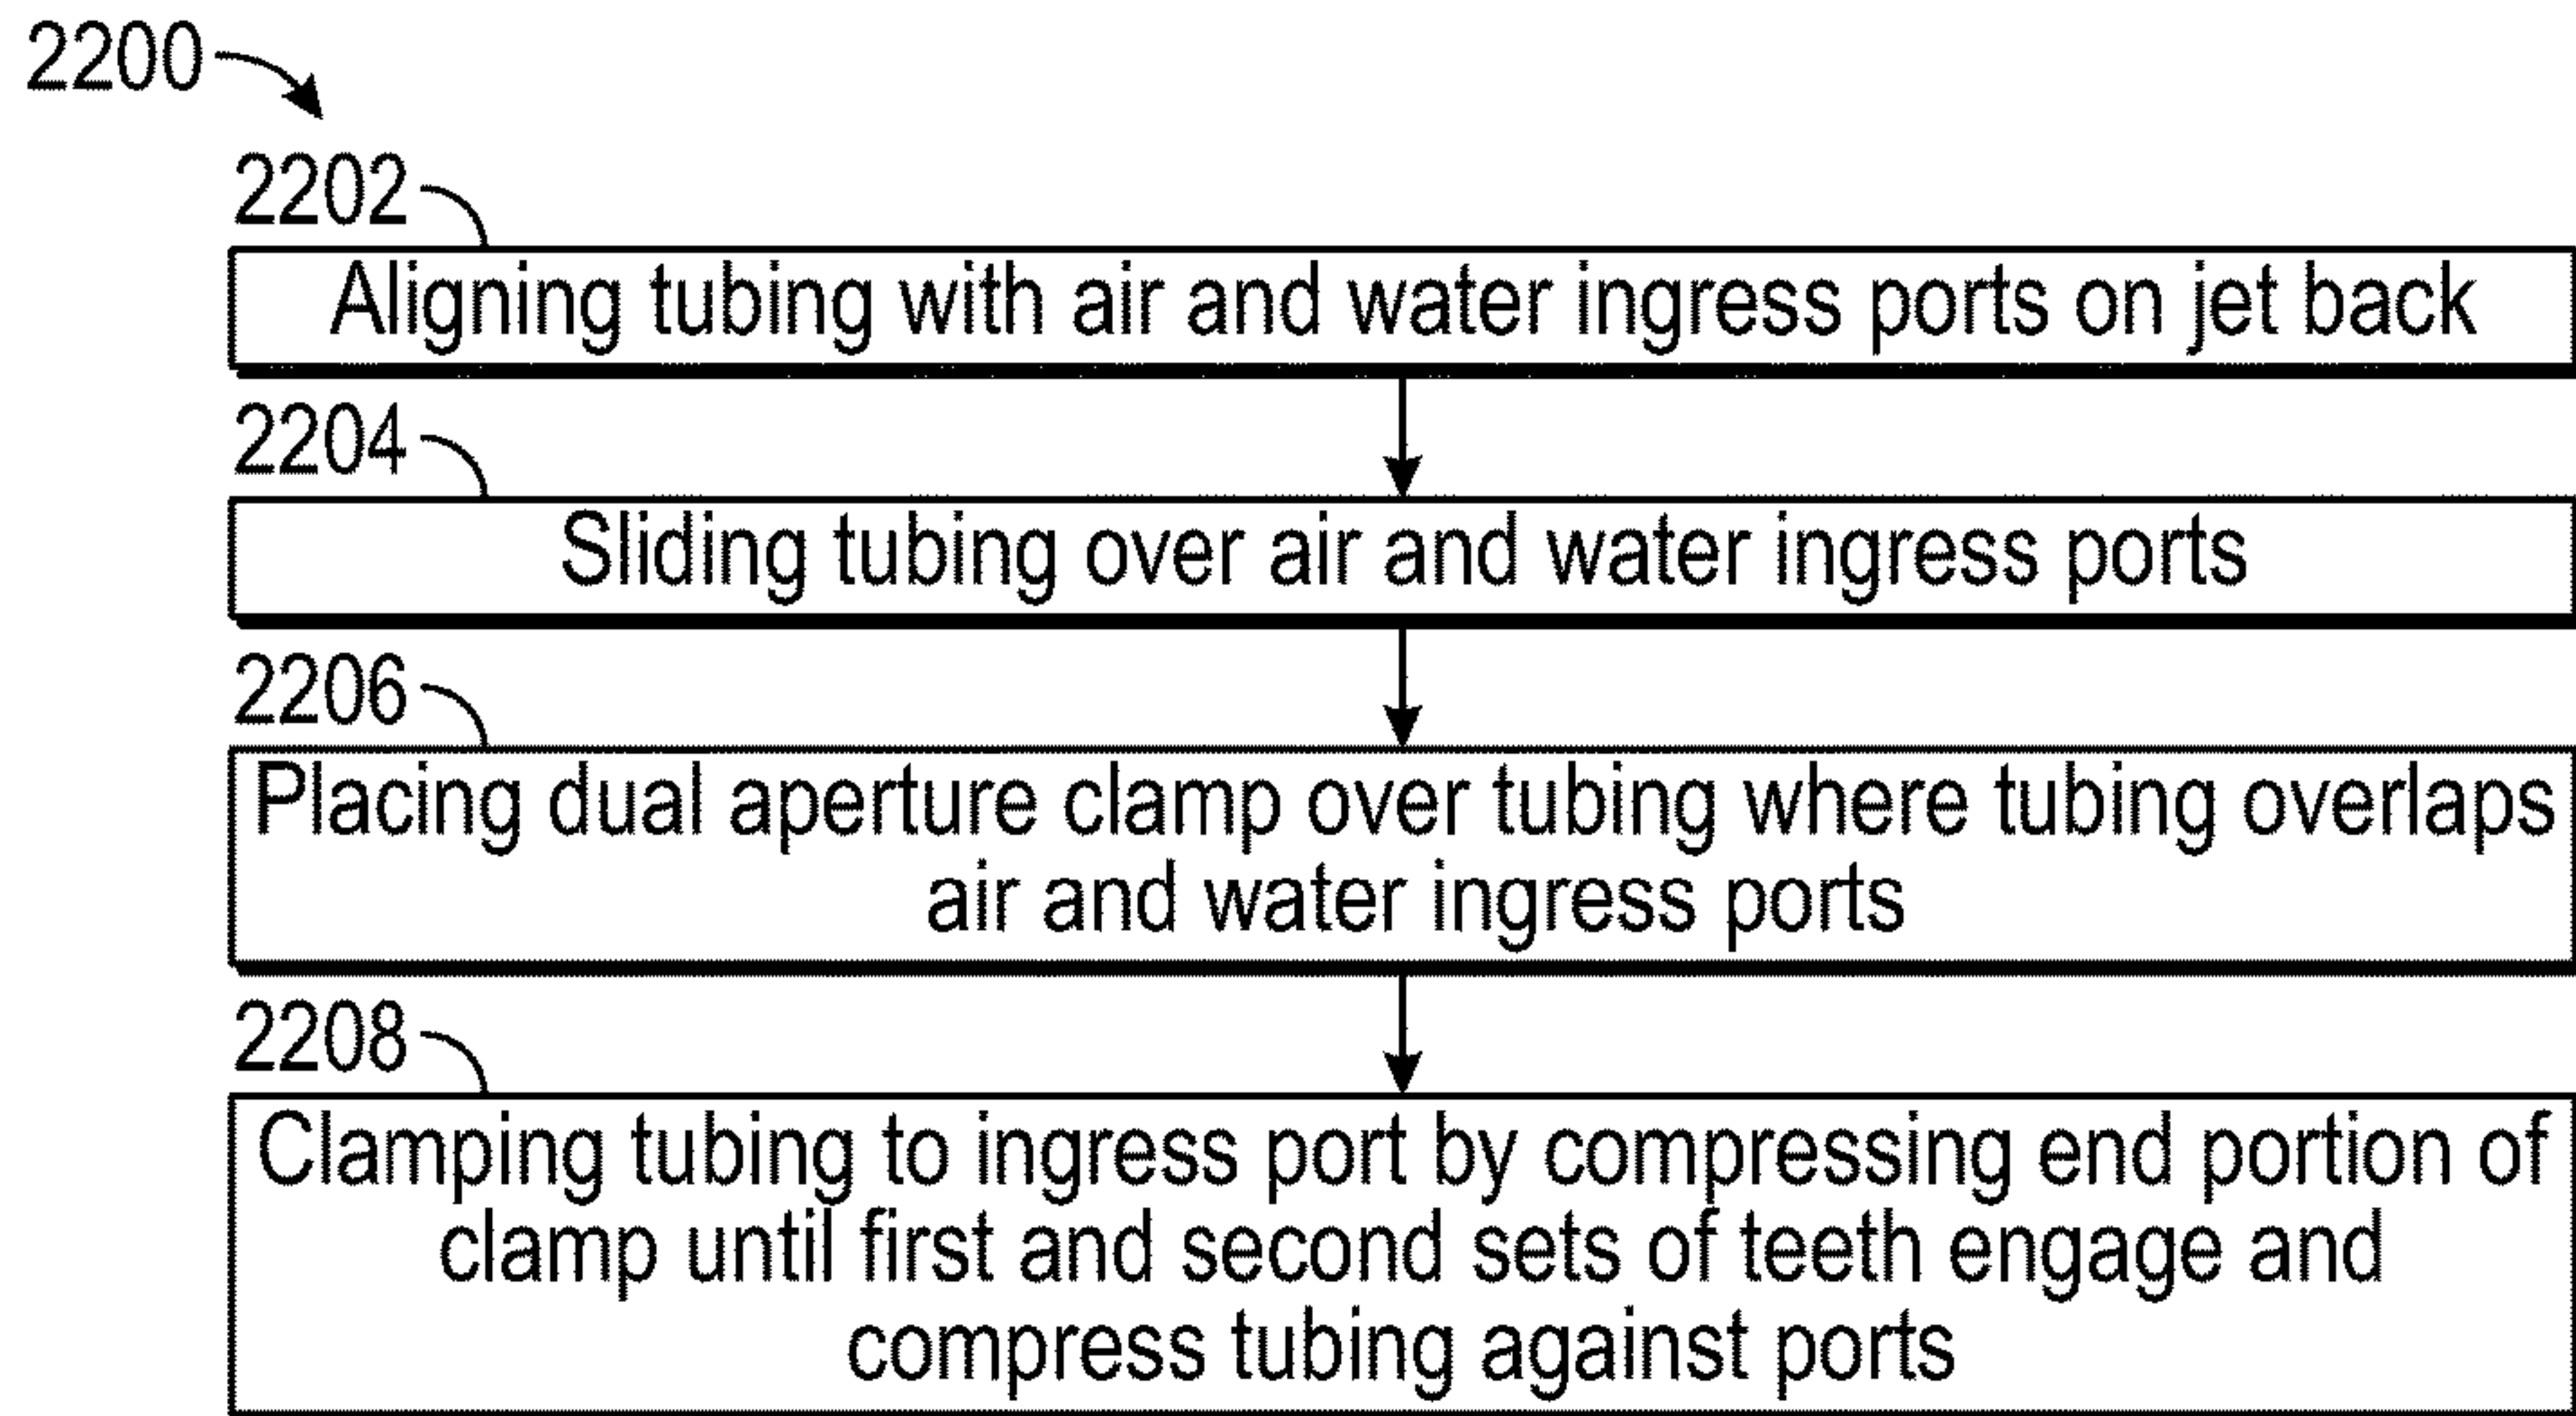 2200
2202
Aligning tubing with air and water ingress ports on jet back
2204
Sliding tubing over air and water ingress ports
2206
Placing dual aperture clamp over tubing where tubing overlaps
air and water ingress ports
2208
Clamping tubing to ingress port by compressing end portion of
clamp until first and second sets of teeth engage and
compress tubing against ports